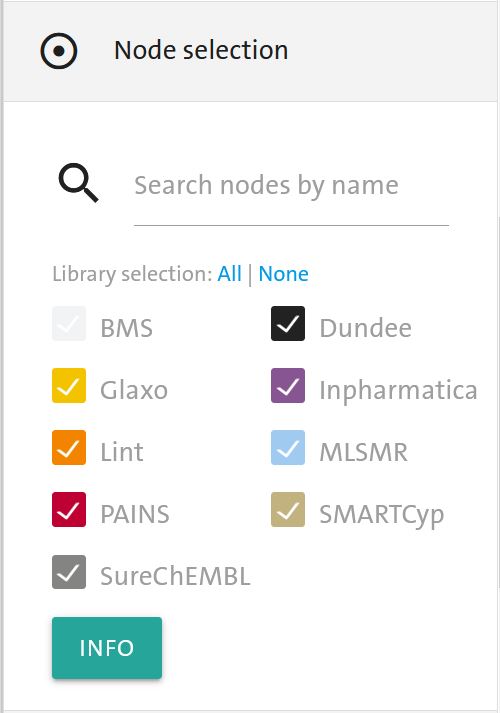 Node selection
Search nodes by name
Library selection: All | None
BMS Dundee
Glaxo Inpharmatica
Lint MLSMR
PAINS SMARTCyp
SureChEMBL
INFO